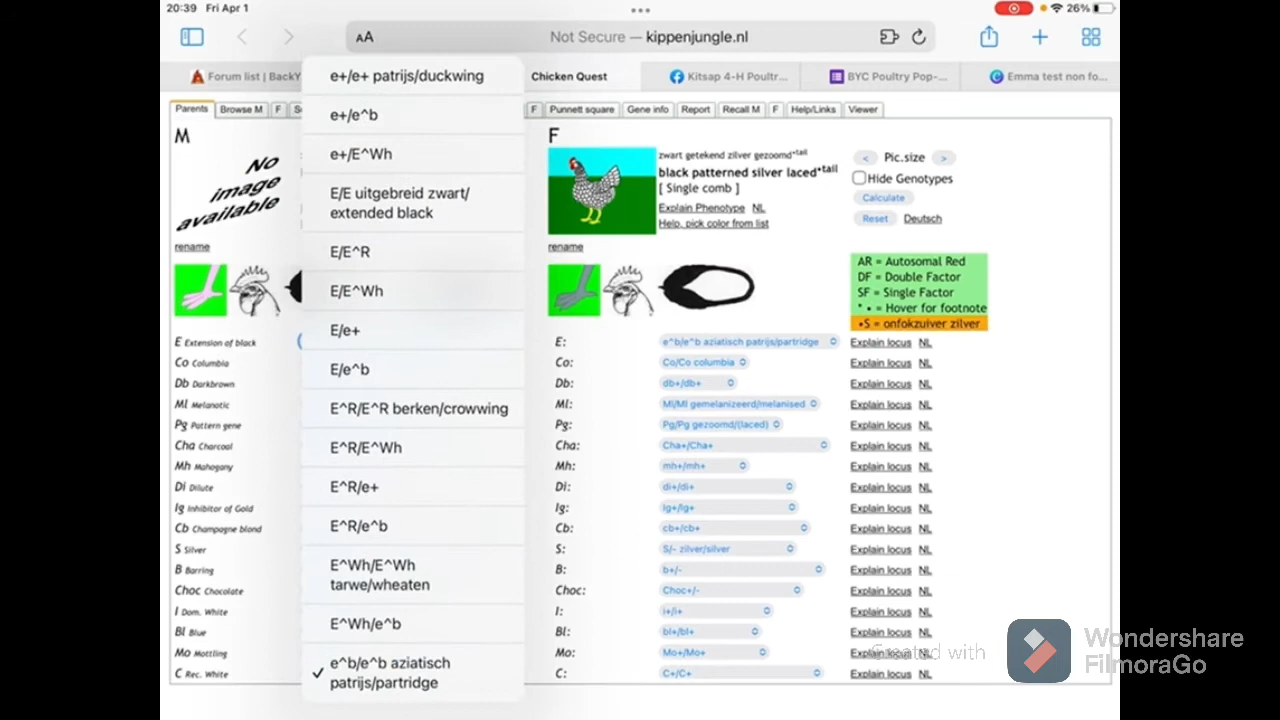 20:39 Fri Apr 1
26%
AA
Not Secure — kippenjungle.nl
Forum list | BackY
Chicken Quest
Kitsap 4-H Poultr...
BYC Poultry Pop-...
Emma test non fo...
Parents
Browse M
F
S
F
Punnett square
Gene info
Report
Recall M
F
Help/Links
Viewer
M
No
image
available
rename
E Extension of black
Co Columbia
Db Darkbrown
Ml Melanotic
Pg Pattern gene
Cha Charcoal
Mh Mahogany
Di Dilute
Ig Inhibitor of Gold
Cb Champagne blond
S Silver
B Barring
Choc Chocolate
I Dom. White
Bl Blue
Mo Mottling
C Rec. White
e+/e+ patrijs/duckwing
e+/e^b
e+/E^Wh
E/E uitgebreid zwart/
extended black
E/E^R
E/E^Wh
E/e+
E/e^b
E^R/E^R berken/crowwing
E^R/E^Wh
E^R/e+
E^R/e^b
E^Wh/E^Wh
tarwe/wheaten
E^Wh/e^b
✓ e^b/e^b aziatisch
patrijs/partridge
F
zwart getekend zilver gezoomd*tail
black patterned silver laced*tail
[ Single comb ]
Explain Phenotype NL
Help, pick color from list
rename
< Pic.size >
Hide Genotypes
Calculate
Reset Deutsch
AR = Autosomal Red
DF = Double Factor
SF = Single Factor
* • = Hover for footnote
•S = onfokzuiver zilver
E: e^b/e^b aziatisch patrijs/partridge Explain locus NL
Co: Co/Co columbia Explain locus NL
Db: db+/db+ Explain locus NL
Ml: Ml/Ml gemelanizeerd/melanised Explain locus NL
Pg: Pg/Pg gezoomd/(laced) Explain locus NL
Cha: Cha+/Cha+ Explain locus NL
Mh: mh+/mh+ Explain locus NL
Di: di+/di+ Explain locus NL
Ig: Ig+/Ig+ Explain locus NL
Cb: cb+/cb+ Explain locus NL
S: S/- zilver/silver Explain locus NL
B: b+/- Explain locus NL
Choc: Choc+/- Explain locus NL
I: i+/i+ Explain locus NL
Bl: bl+/bl+ Explain locus NL
Mo: Mo+/Mo+ Explain locus NL
C: C+/C+ Explain locus NL
Created with
Wondershare
FilmoraGo